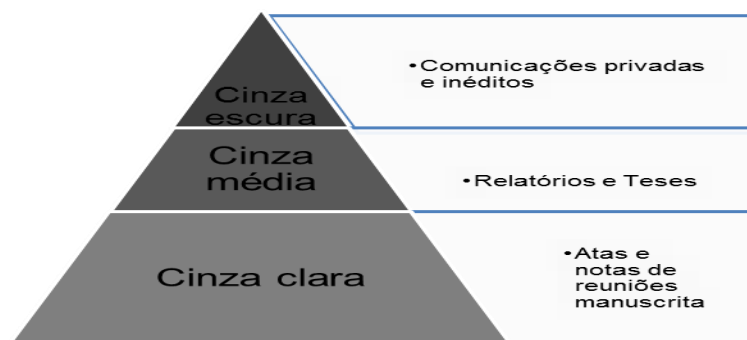 Cinza
escura
•Comunicações privadas
e inéditos
Cinza
média
•Relatórios e Teses
Cinza clara
•Atas e
notas de
reuniões
manuscrita